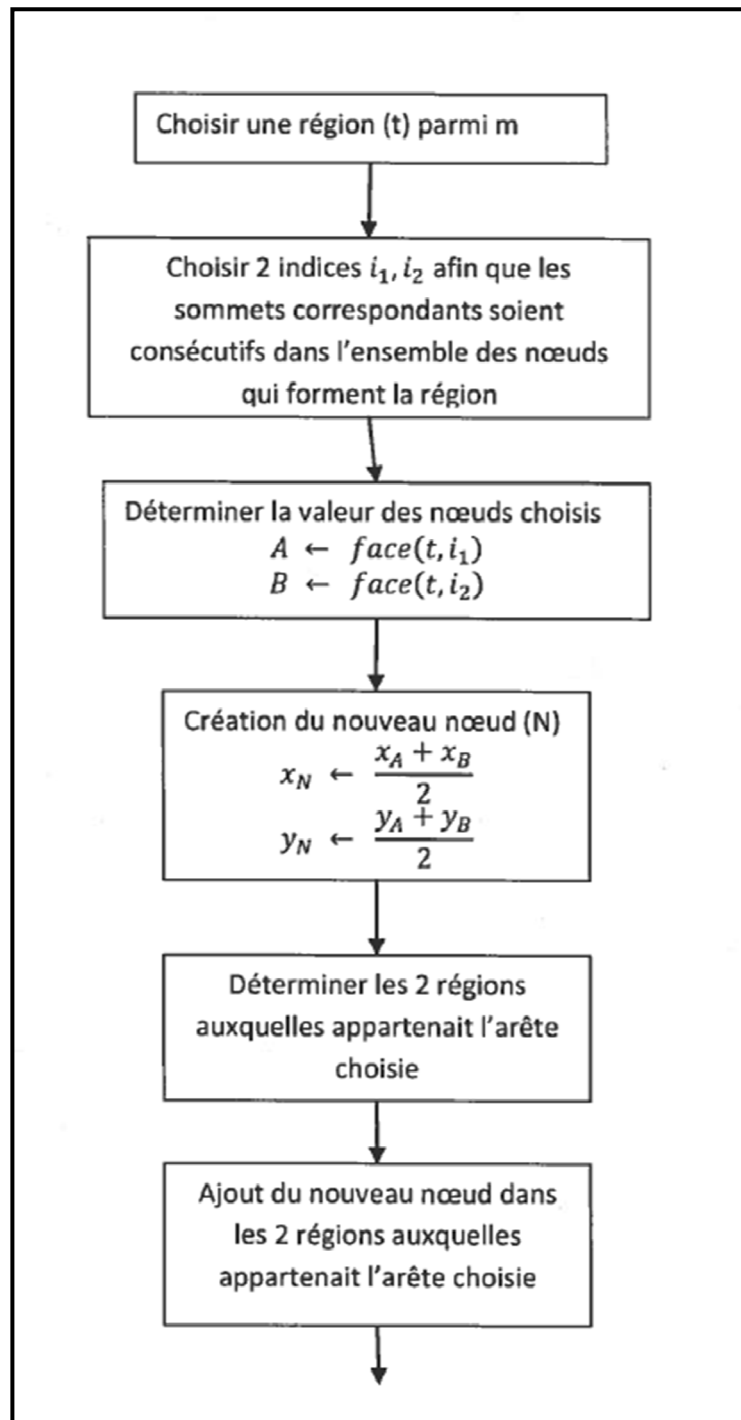 Choisir une région (t) parmi m
Choisir 2 indices i₁, i₂ afin que les
sommets correspondants soient
consécutifs dans l'ensemble des nœuds
qui forment la région
Déterminer la valeur des nœuds choisis
A ← face(t, i₁)
B ← face(t, i₂)
Création du nouveau nœud (N)
x_N ← (x_A + x_B)/2
y_N ← (y_A + y_B)/2
Déterminer les 2 régions
auxquelles appartenait l'arête
choisie
Ajout du nouveau nœud dans
les 2 régions auxquelles
appartenait l'arête choisie